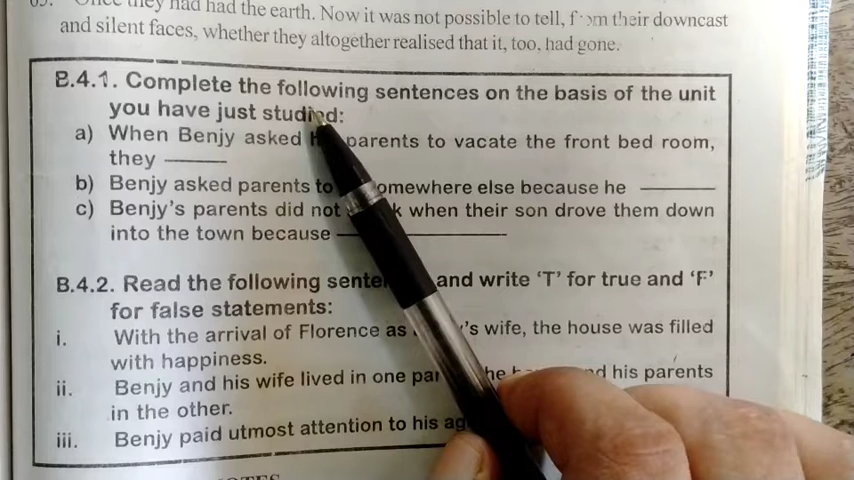 they had had the earth. Now it was not possible to tell, from their downcast
and silent faces, whether they altogether realised that it, too, had gone.
B.4.1. Complete the following sentences on the basis of the unit
you have just studied:
a) When Benjy asked parents to vacate the front bed room,
they
b) Benjy asked parents to omewhere else because he
c) Benjy's parents did not when their son drove them down
into the town because
B.4.2. Read the following and write 'T' for true and 'F'
for false statements:
i. With the arrival of Florence as 's wife, the house was filled
with happiness.
ii. Benjy and his wife lived in one his parents
in the other.
iii. Benjy paid utmost attention to his